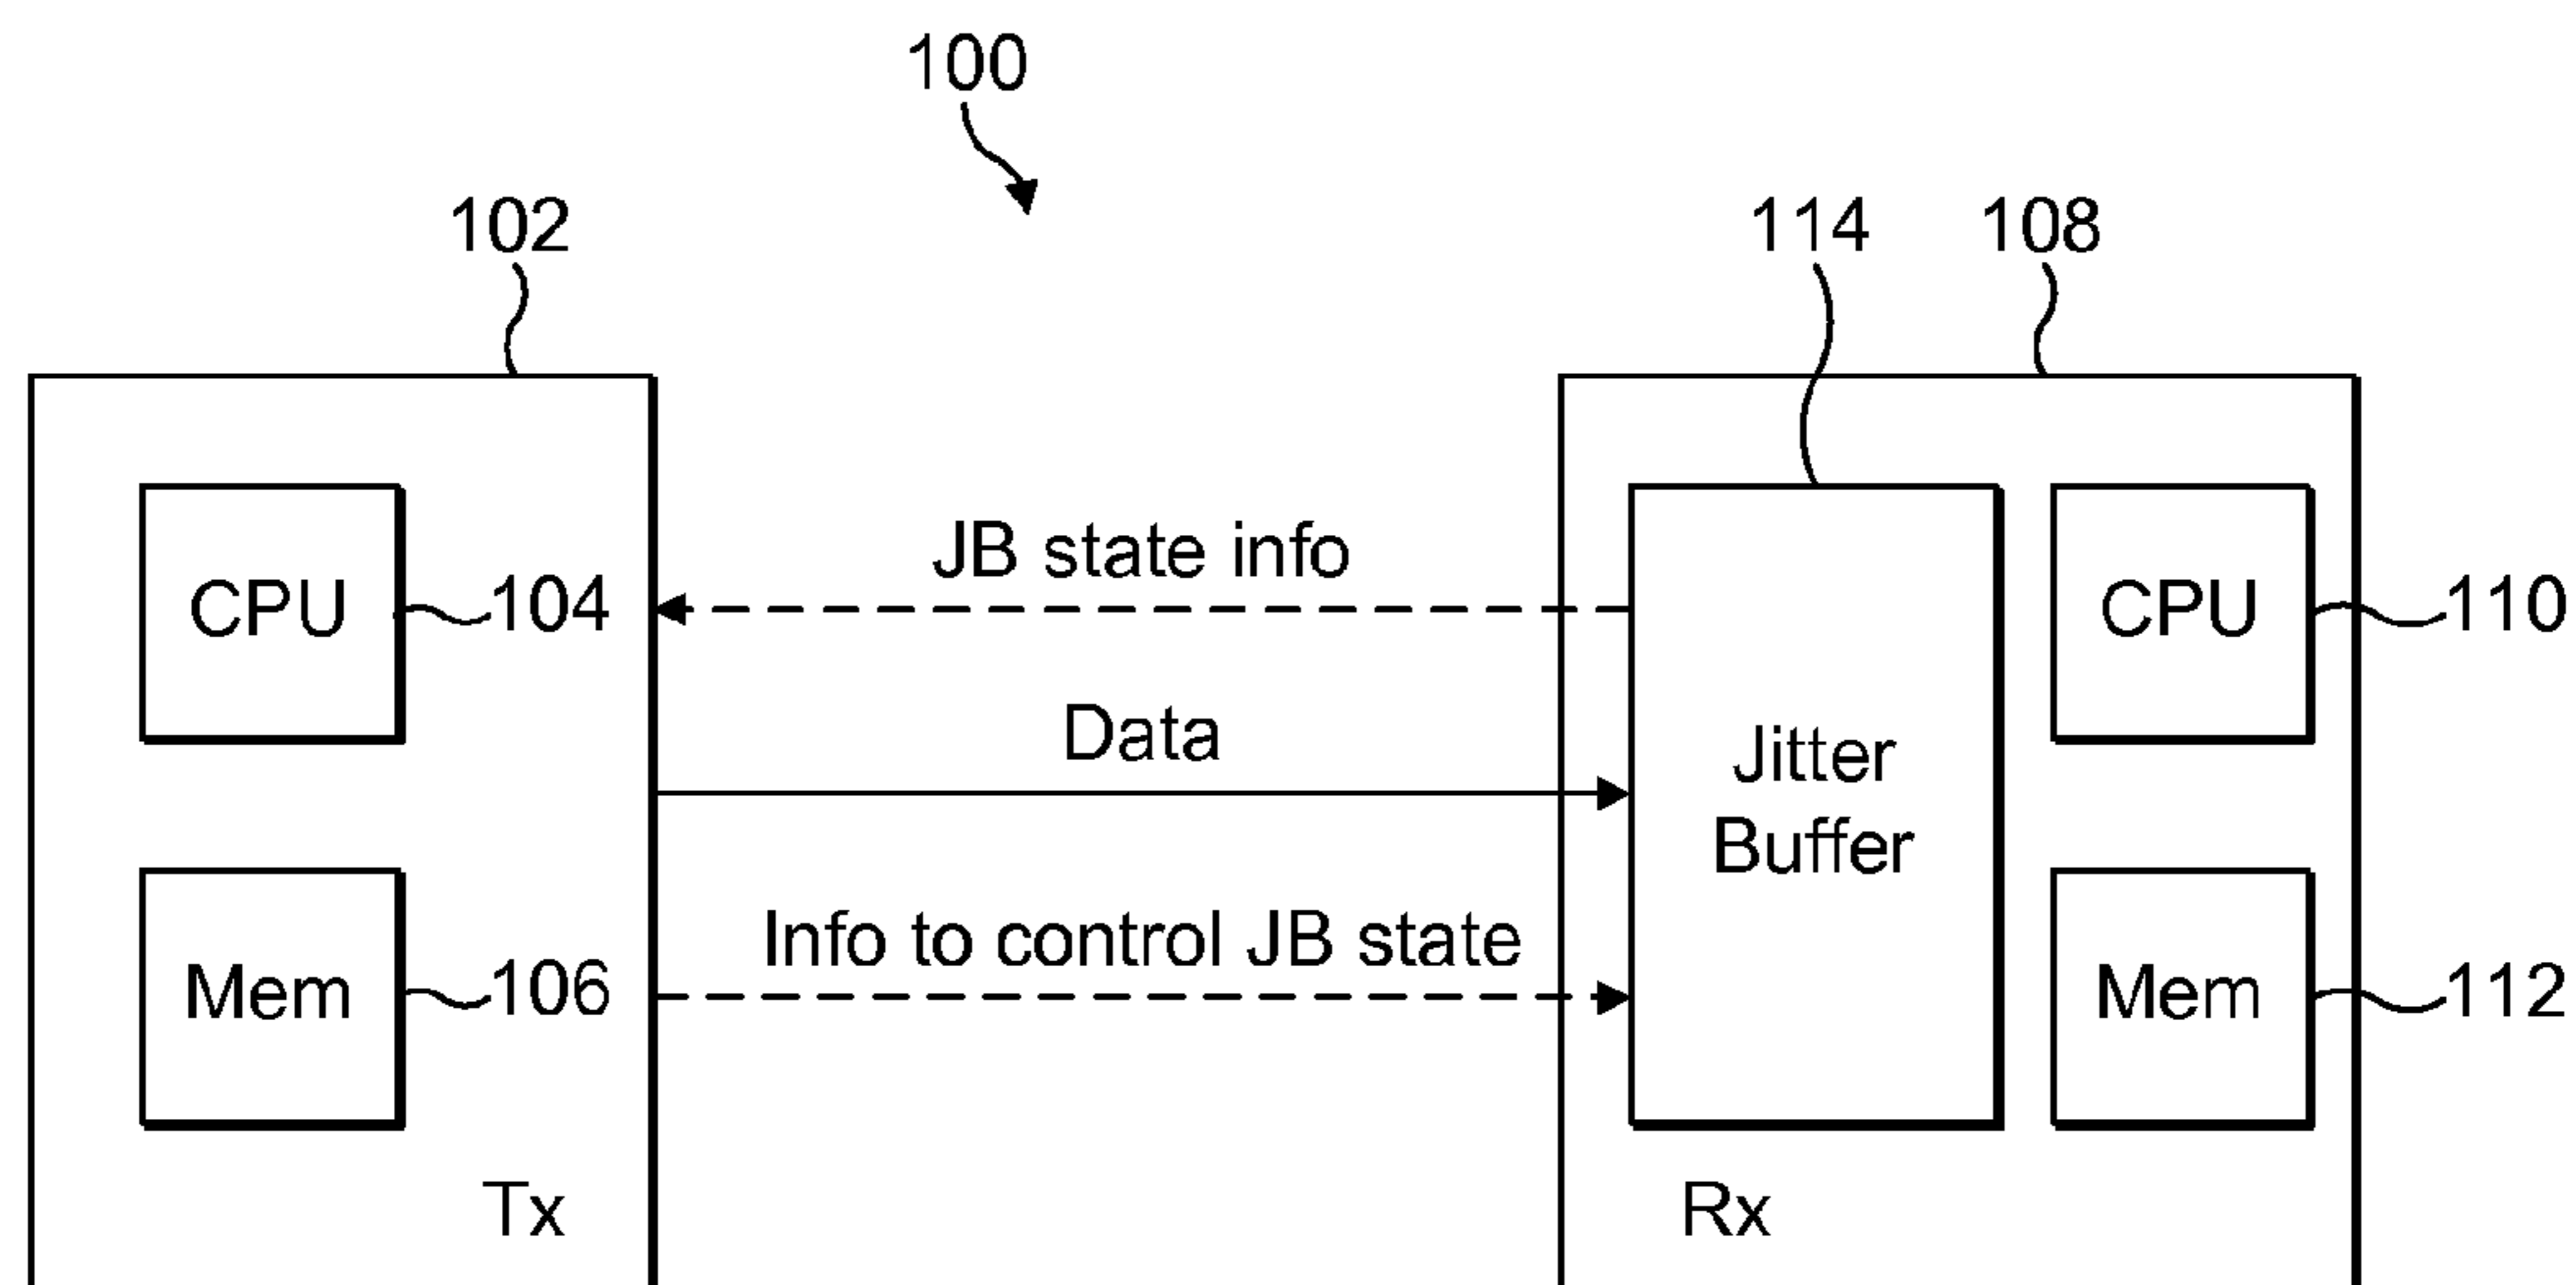 100
102
114
108
JB state info
CPU
104
CPU
110
Data
Jitter
Buffer
Info to control JB state
Mem
106
Mem
112
Tx
Rx